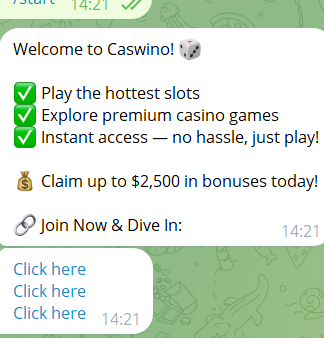 /start 14:21
Welcome to Caswino! 🎲
✅ Play the hottest slots
✅ Explore premium casino games
✅ Instant access — no hassle, just play!
💰 Claim up to $2,500 in bonuses today!
🔗 Join Now & Dive In:
14:21
Click here
Click here
Click here 14:21